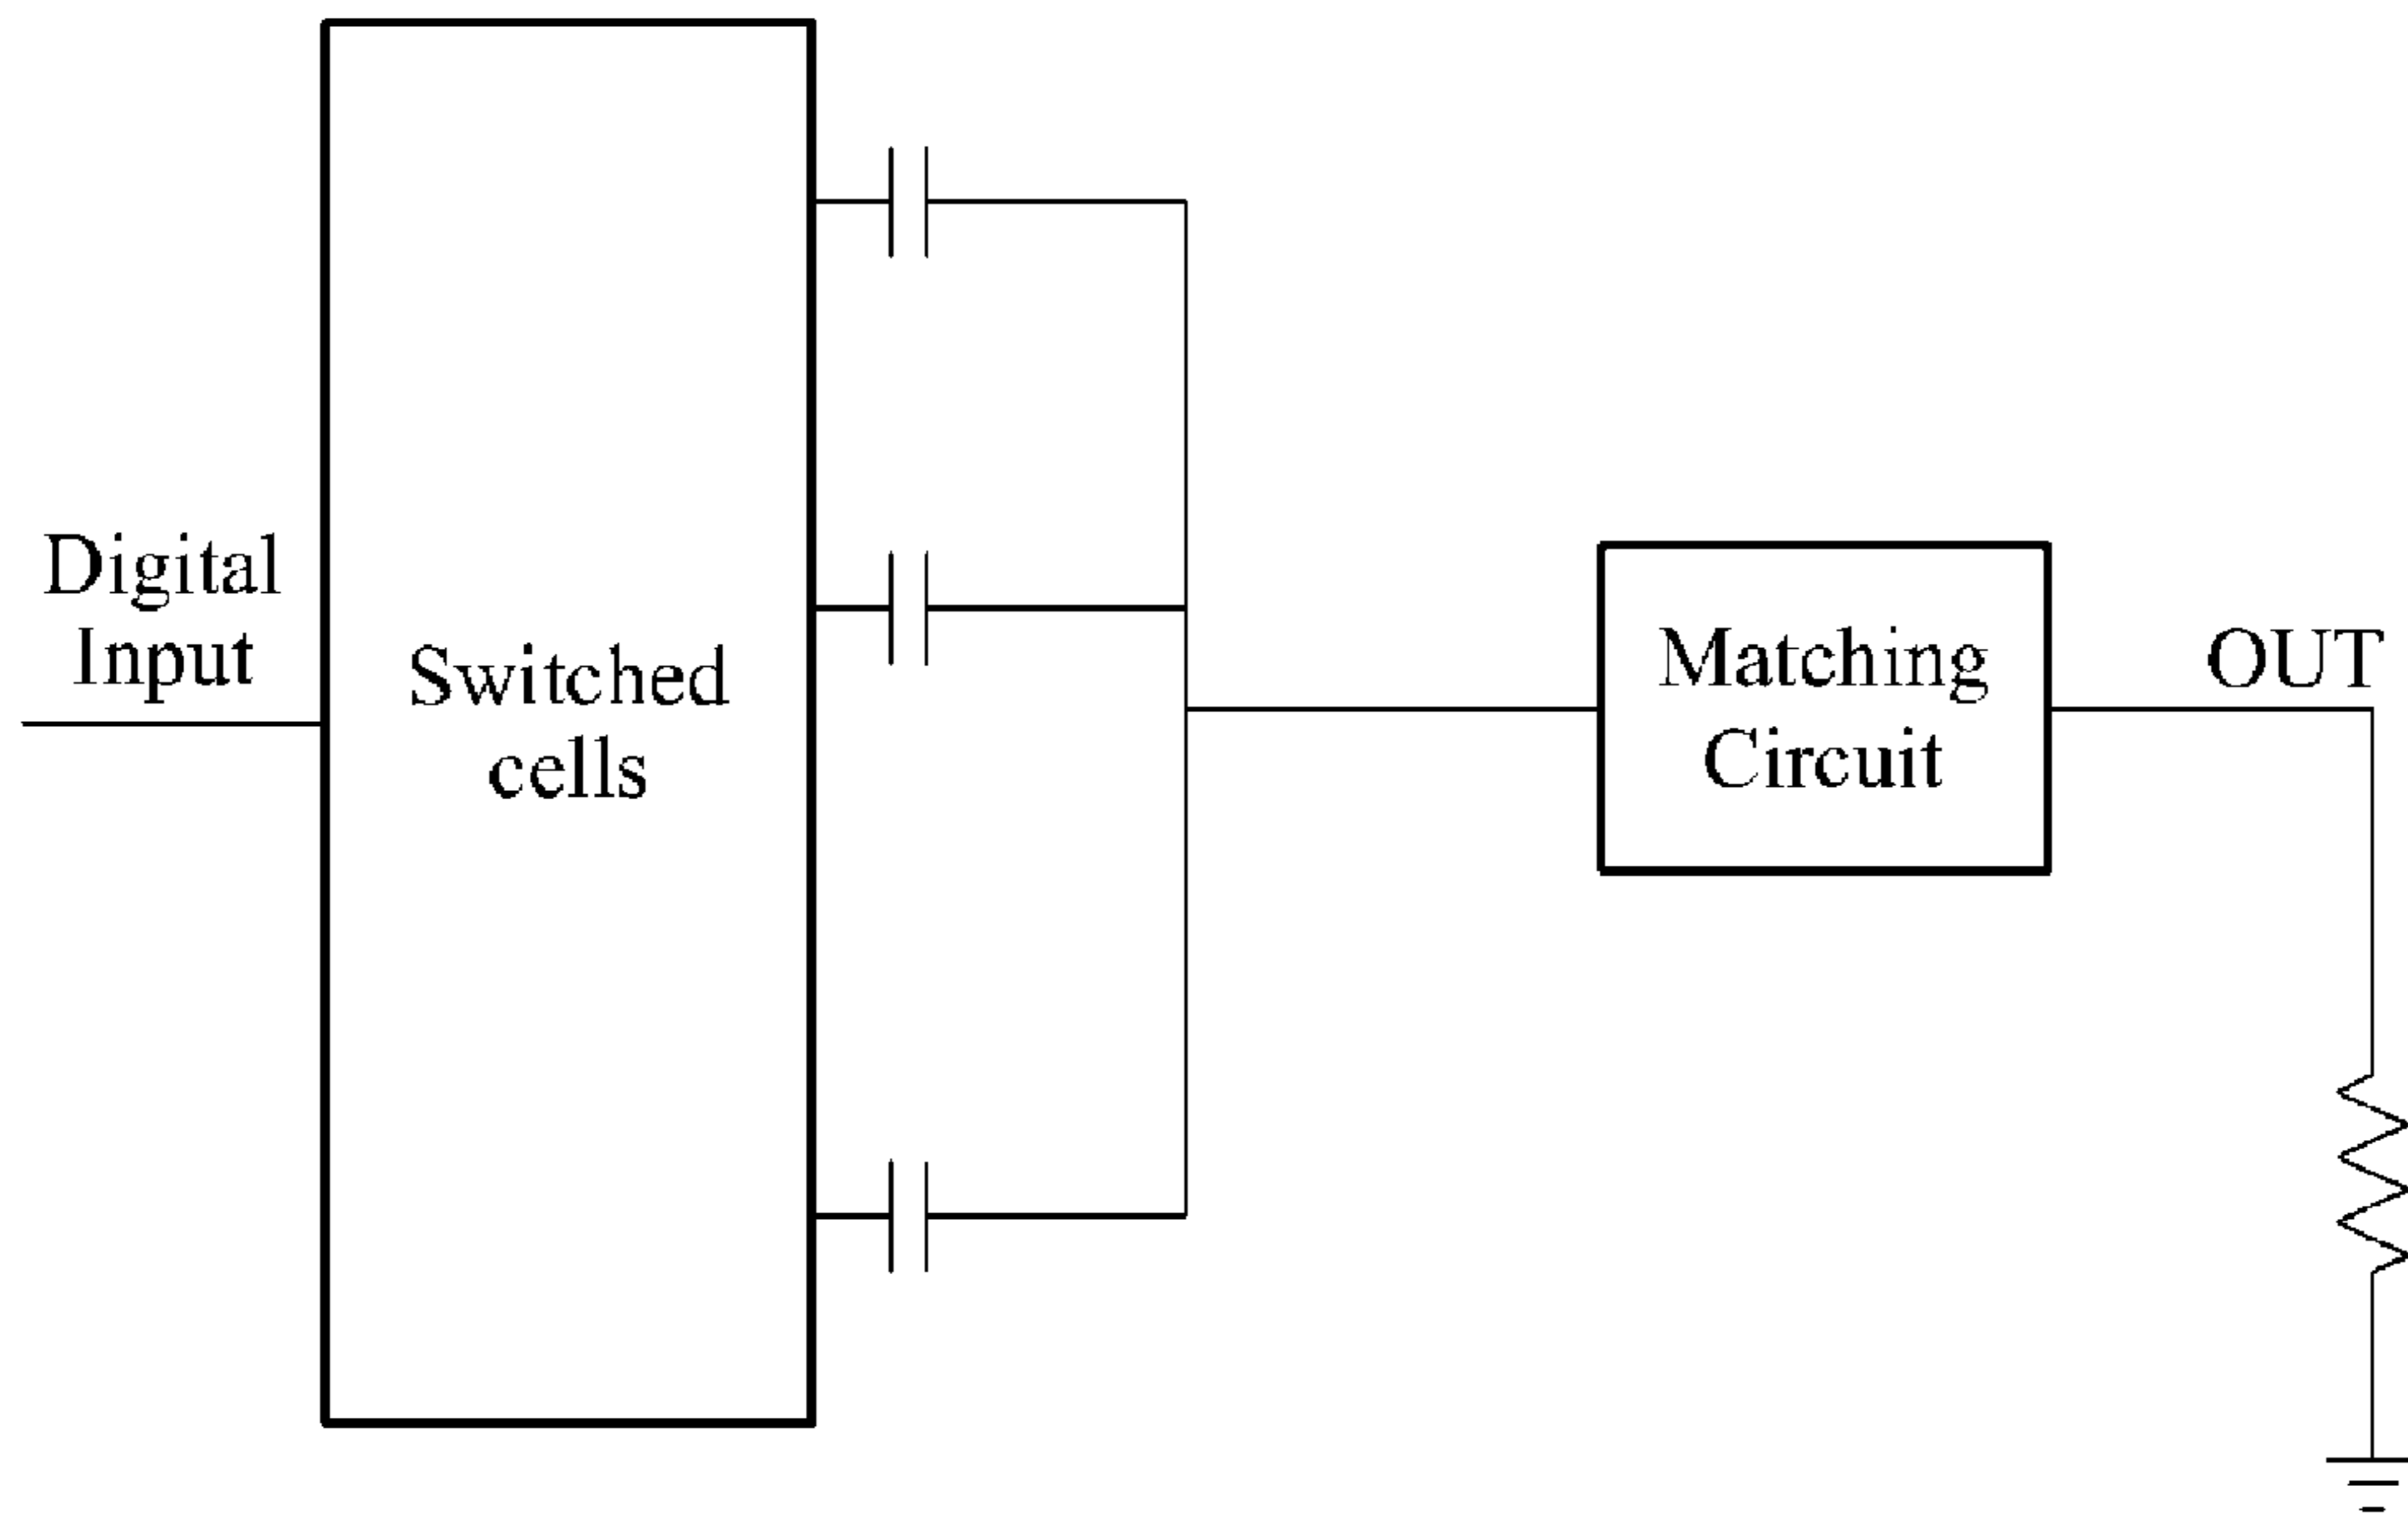 Digital
Input
Switched
cells
Matching
Circuit
OUT